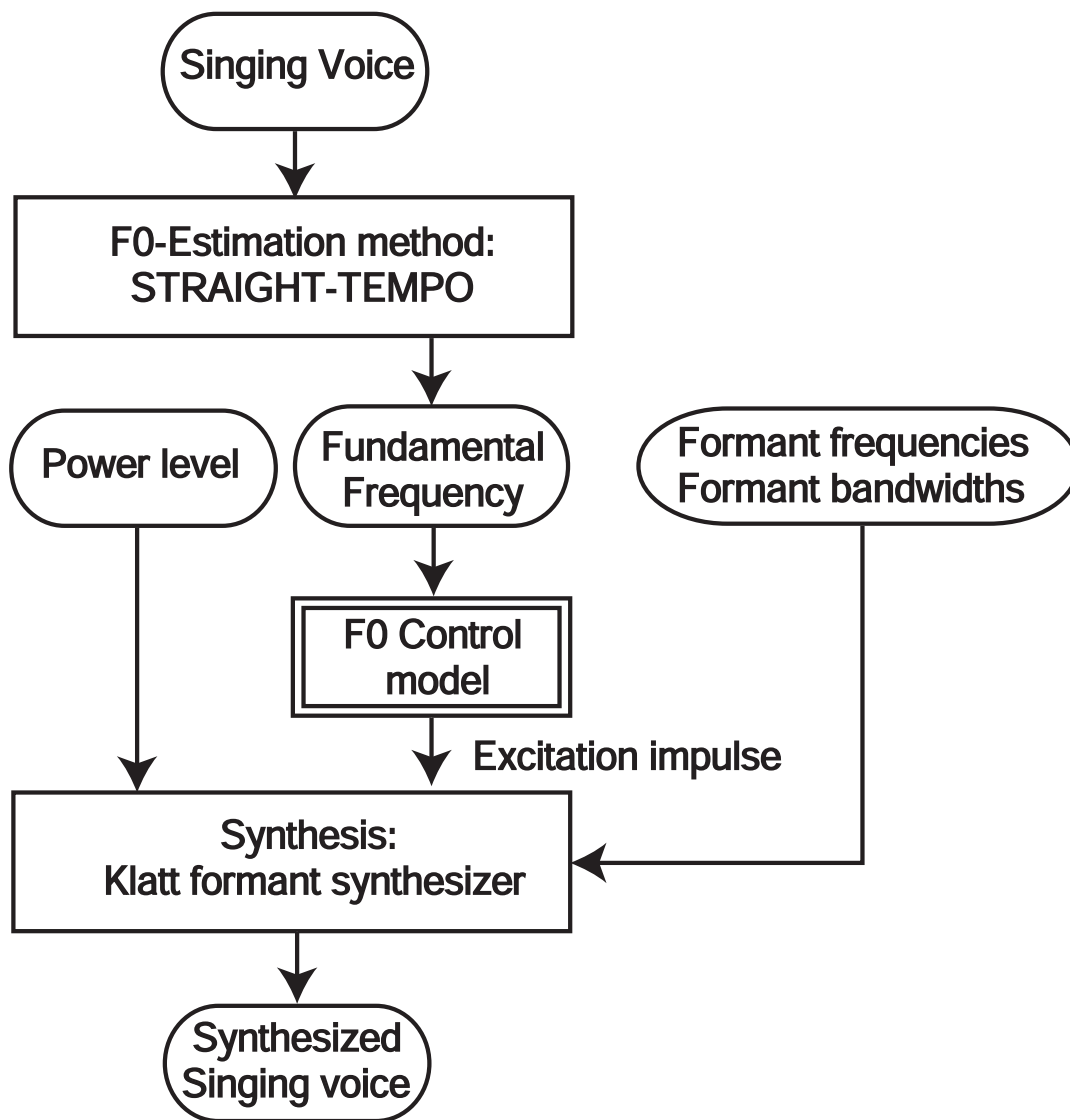 Singing Voice
F0-Estimation method:
STRAIGHT-TEMPO
Power level
Fundamental
Frequency
Formant frequencies
Formant bandwidths
F0 Control
model
Excitation impulse
Synthesis:
Klatt formant synthesizer
Synthesized
Singing voice